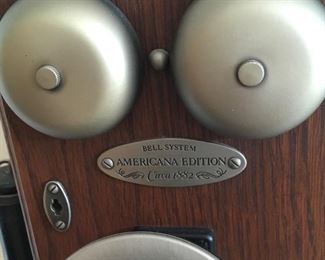 BELL SYSTEM
AMERICANA EDITION
Circa 1882